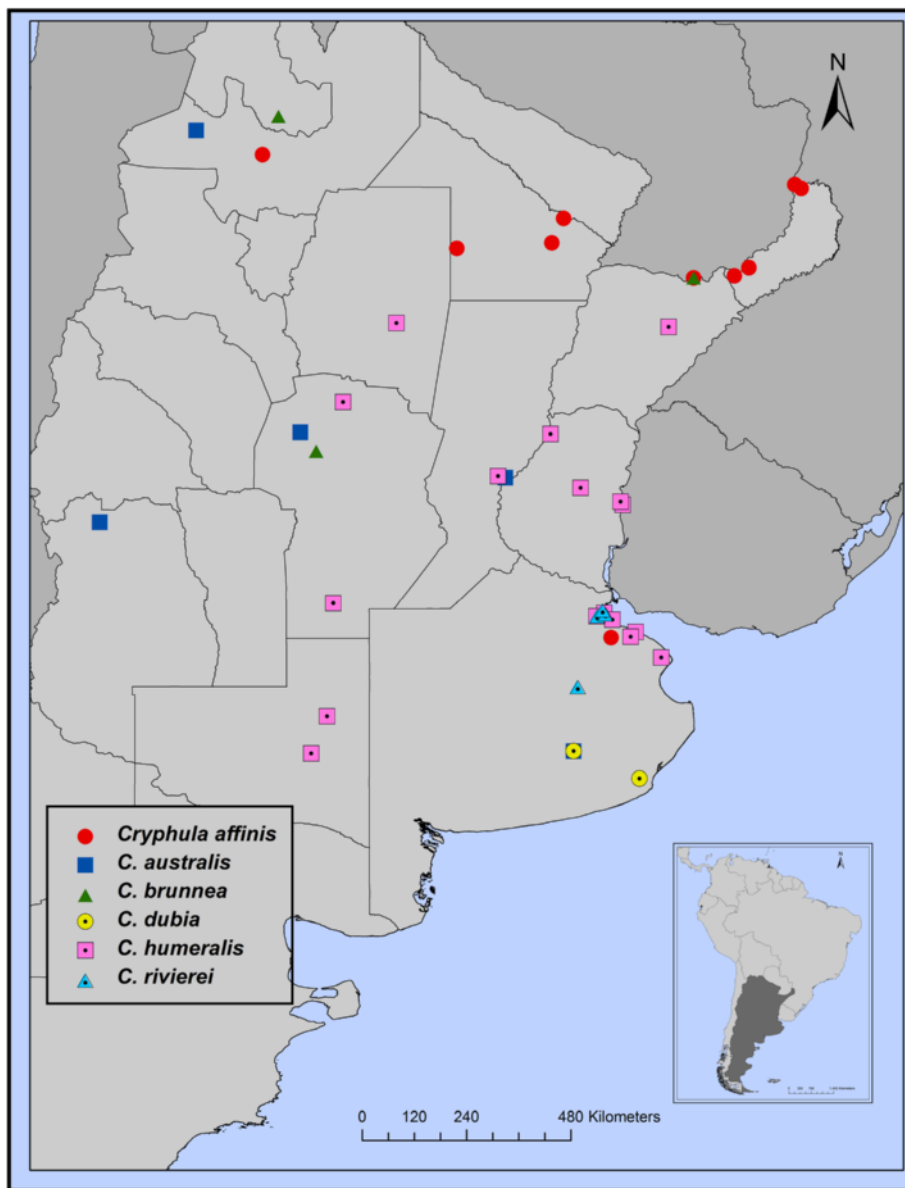 N
Cryphula affinis
C. australis
C. brunnea
C. dubia
C. humeralis
C. rivierei
0 120 240 480 Kilometers